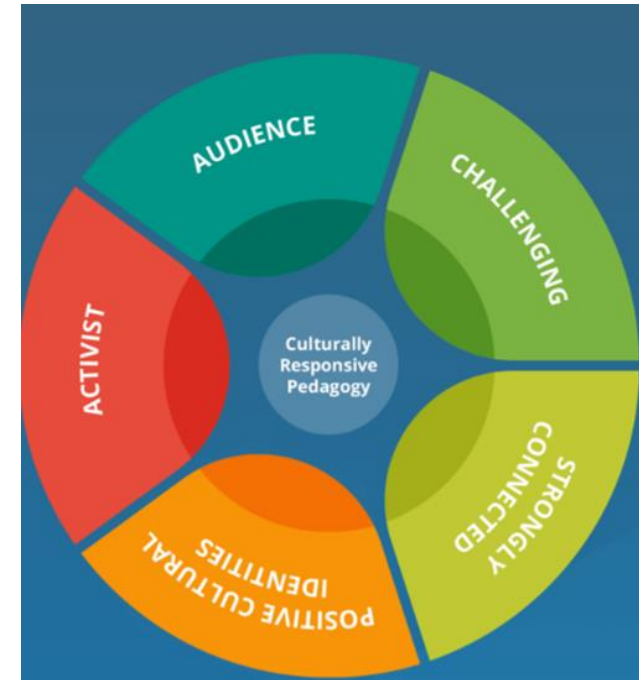 AUDIENCE
CHALLENGING
STRONGLY
CONNECTED
POSITIVE CULTURAL
IDENTITIES
ACTIVIST
Culturally
Responsive
Pedagogy